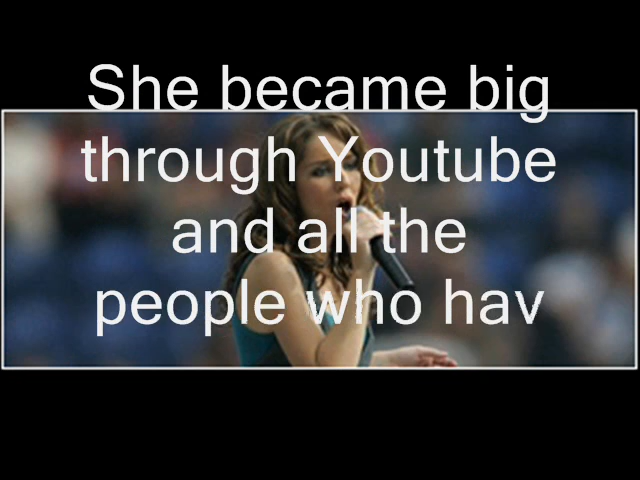 She became big
through Youtube
and all the
people who hav